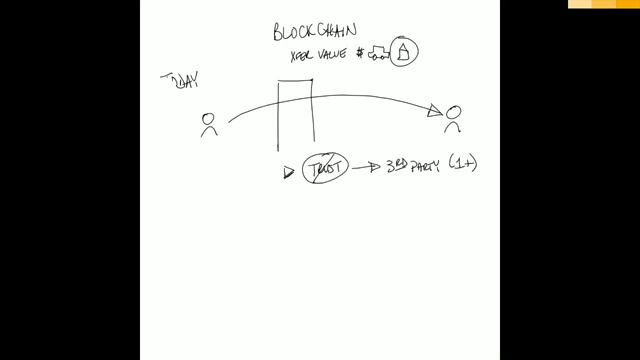 BLOCKCHAIN
XFER VALUE $
TODAY
TRUST → 3RD PARTY (1+)